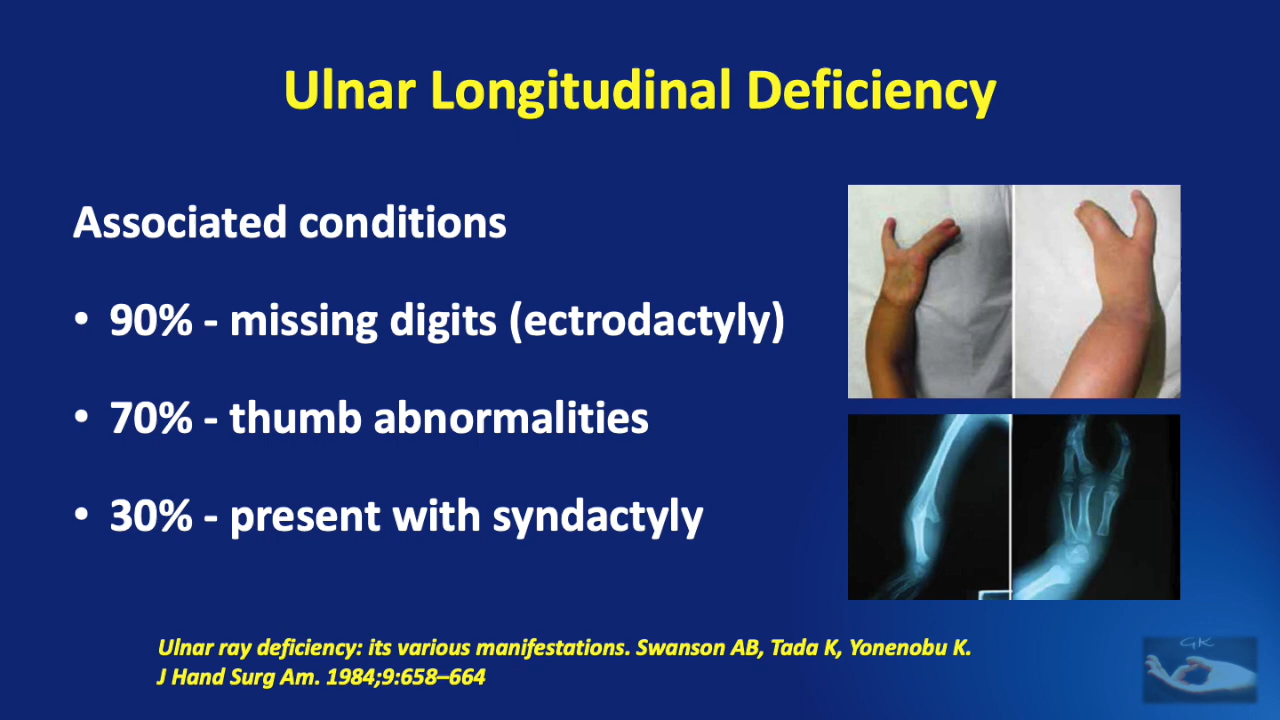 Ulnar Longitudinal Deficiency
Associated conditions
• 90% - missing digits (ectrodactyly)
• 70% - thumb abnormalities
• 30% - present with syndactyly
Ulnar ray deficiency: its various manifestations. Swanson AB, Tada K, Yonenobu K.
J Hand Surg Am. 1984;9:658–664
GK